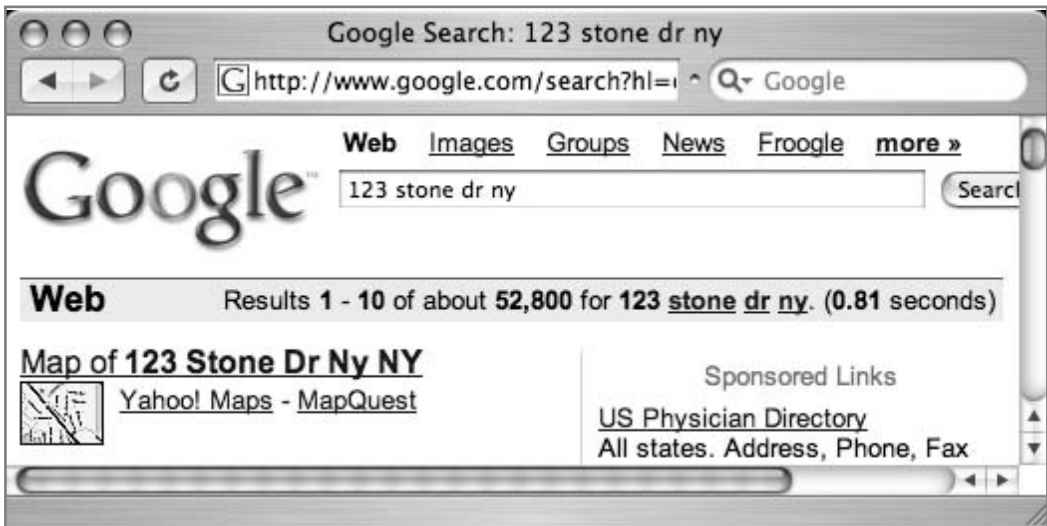 Google Search: 123 stone dr ny
G http://www.google.com/search?hl= Google
Web Images Groups News Froogle more »
Google™
123 stone dr ny
Searc
Web Results 1 - 10 of about 52,800 for 123 stone dr ny. (0.81 seconds)
Map of 123 Stone Dr Ny NY
Yahoo! Maps - MapQuest
Sponsored Links
US Physician Directory
All states. Address, Phone, Fax